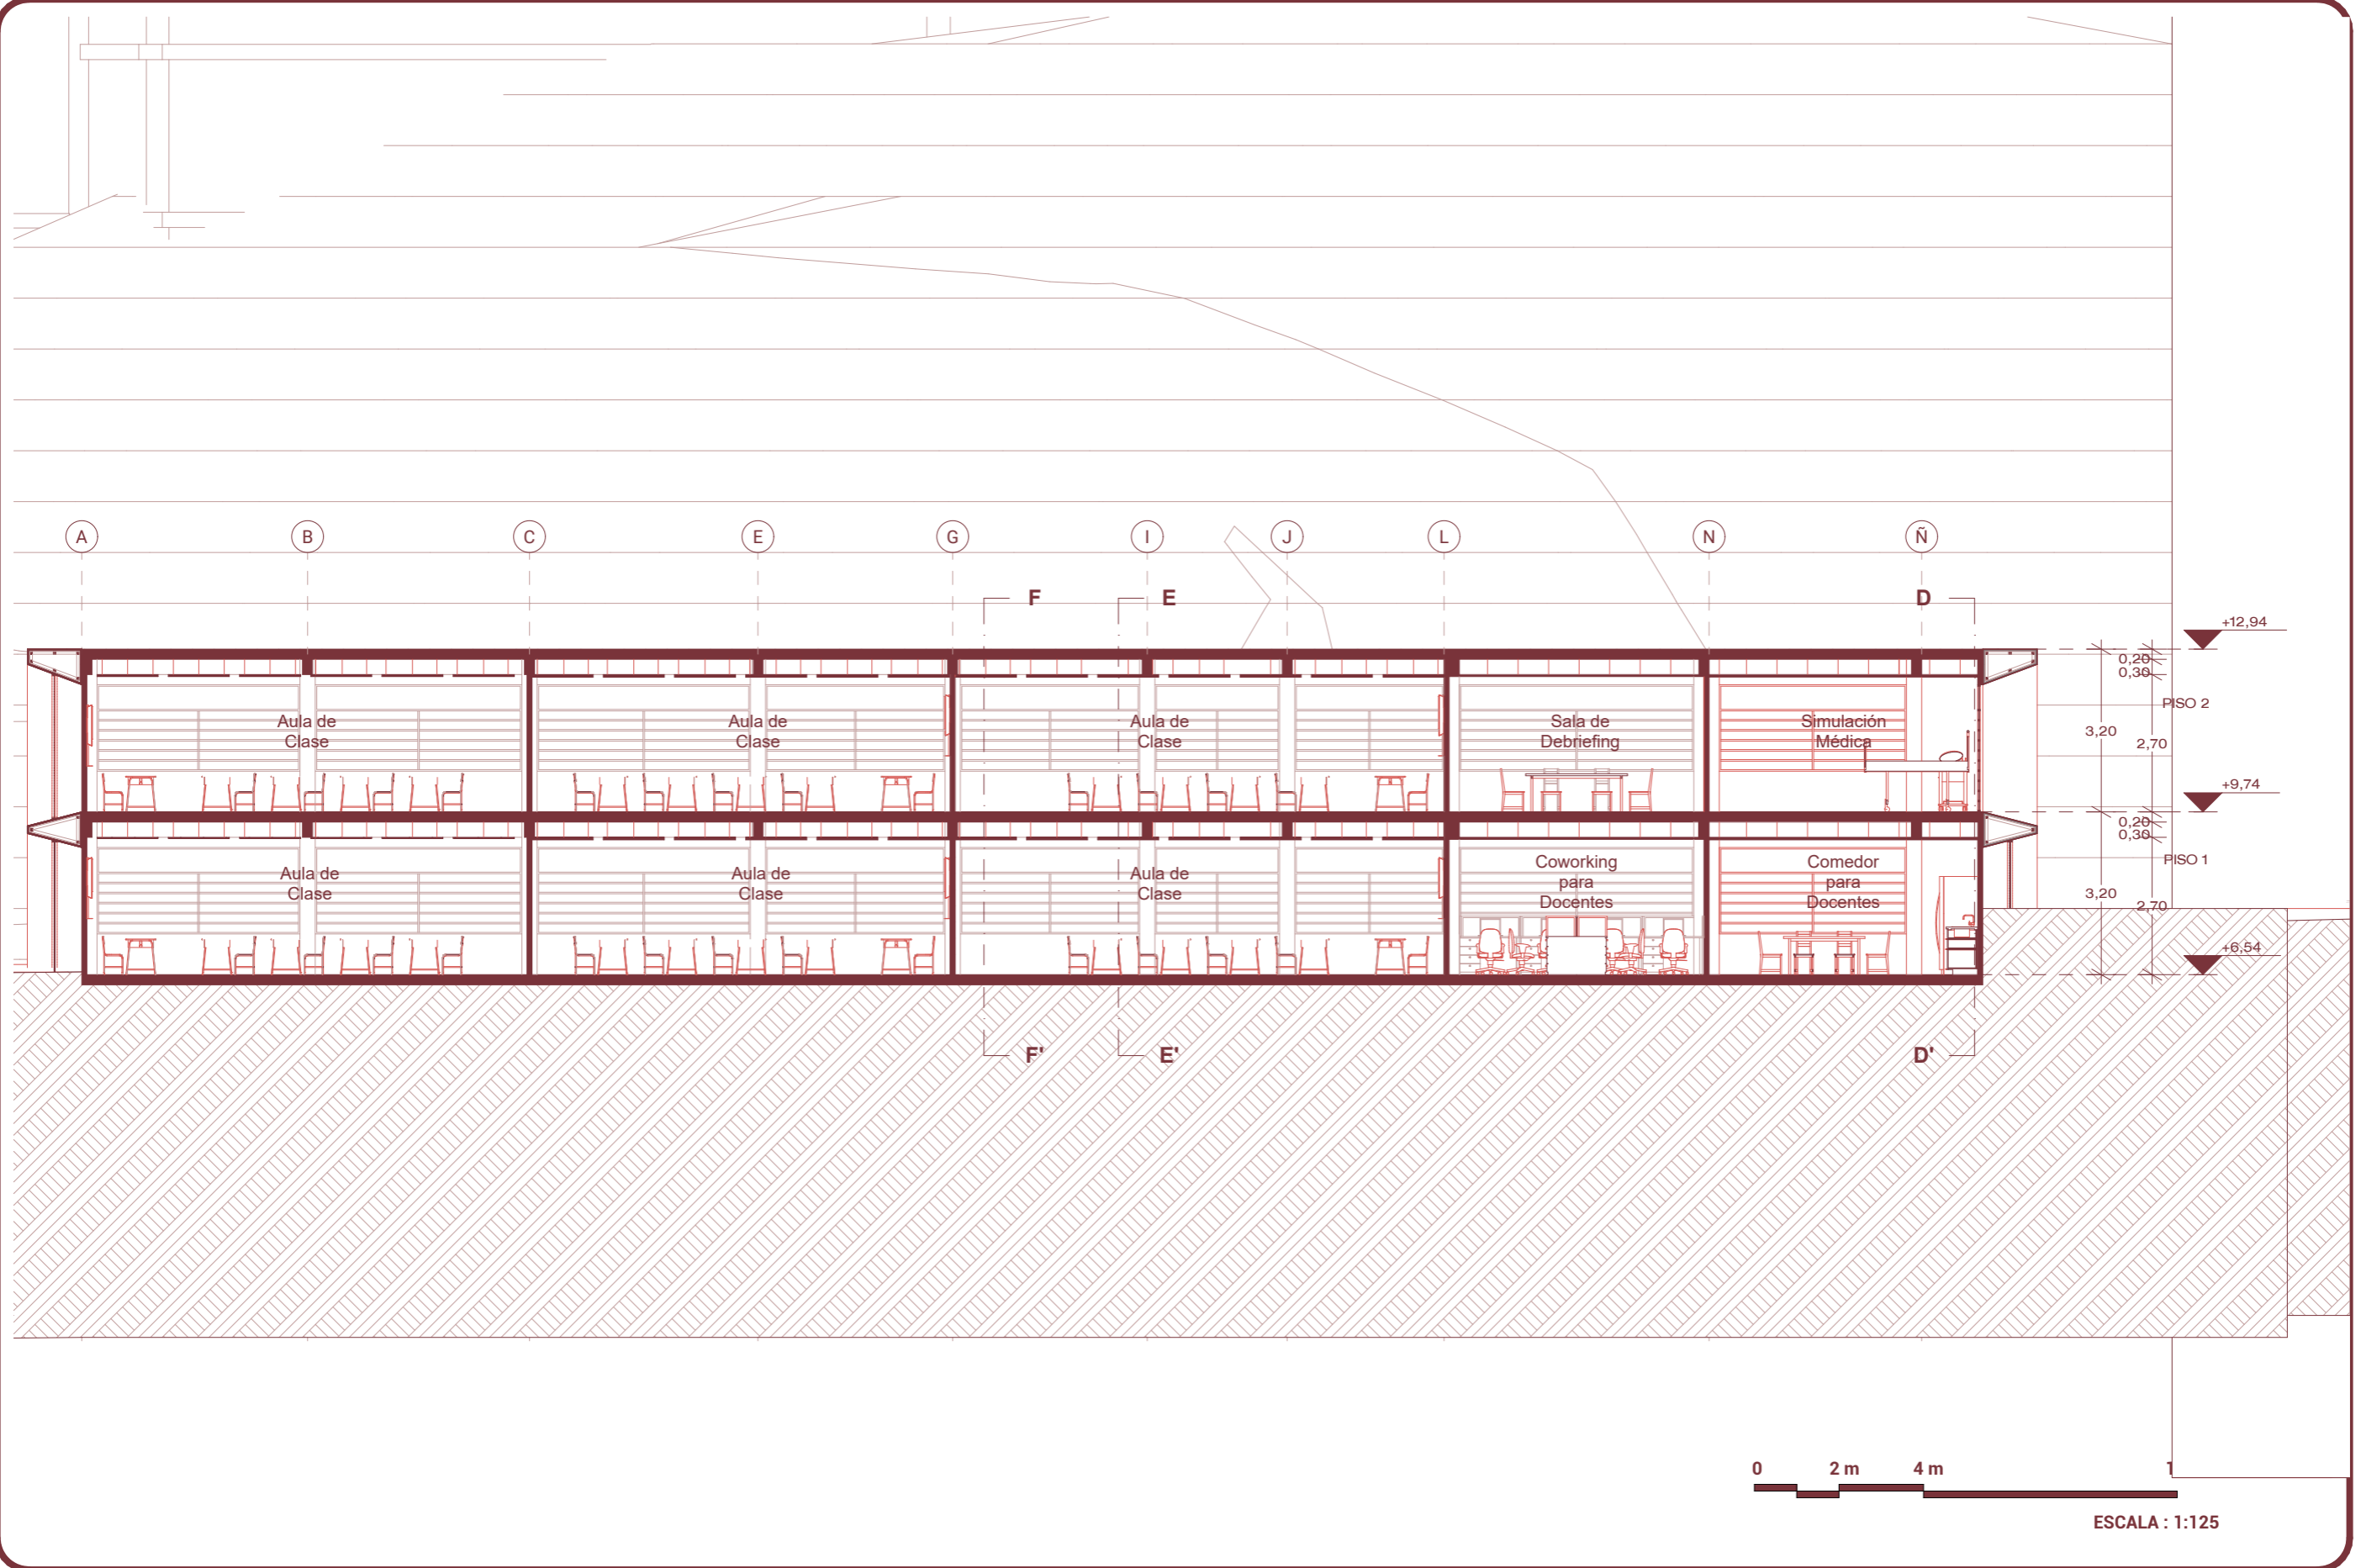 A B C E G I J L N Ñ
F E D
+12,94
0,20
0,30
PISO 2
Aula de
Clase
Aula de
Clase
Aula de
Clase
Sala de
Debriefing
Simulación
Médica
3,20
2,70
+9,74
0,20
0,30
PISO 1
Aula de
Clase
Aula de
Clase
Aula de
Clase
Coworking
para
Docentes
Comedor
para
Docentes
3,20
2,70
+6,54
F' E' D'
0 2 m 4 m 1
ESCALA : 1:125